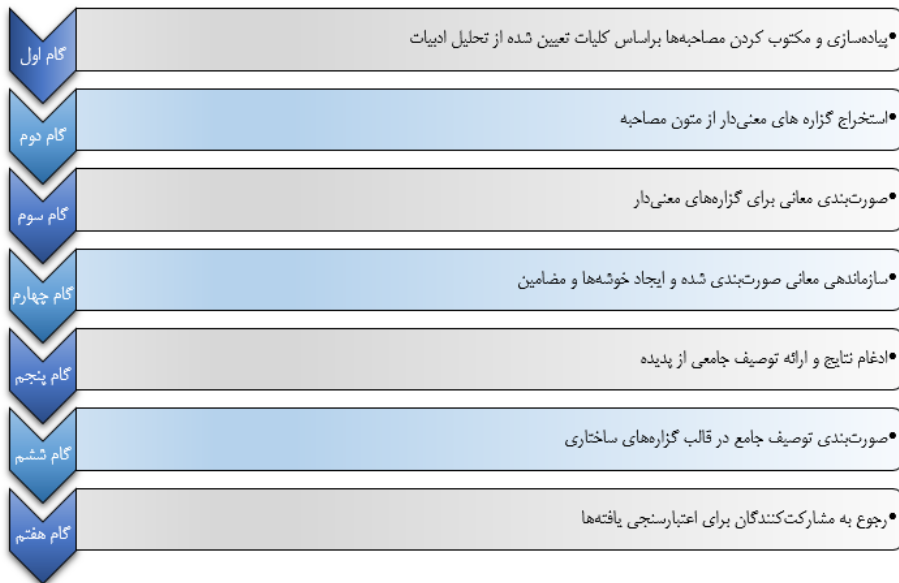 گام اول
•پیاده‌سازی و مکتوب کردن مصاحبه‌ها براساس کلیات تعیین شده از تحلیل ادبیات
گام دوم
•استخراج گزاره های معنی‌دار از متون مصاحبه
گام سوم
•صورت‌بندی معانی برای گزاره‌های معنی‌دار
گام چهارم
•سازماندهی معانی صورت‌بندی شده و ایجاد خوشه‌ها و مضامین
گام پنجم
•ادغام نتایج و ارائه توصیف جامعی از پدیده
گام ششم
•صورت‌بندی توصیف جامع در قالب گزاره‌های ساختاری
گام هفتم
•رجوع به مشارکت‌کنندگان برای اعتبارسنجی یافته‌ها